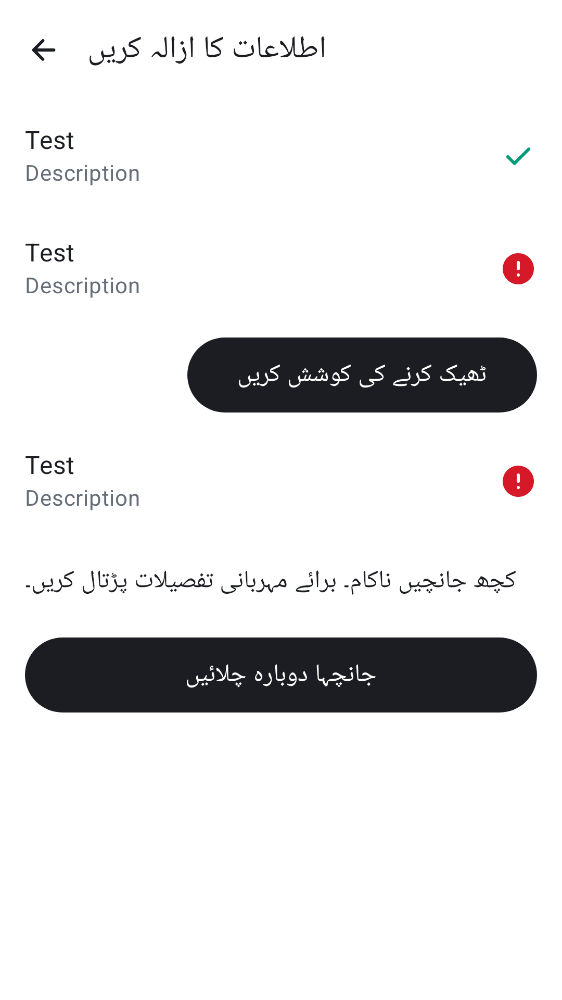 اطلاعات کا ازالہ کریں
Test
Description
Test
Description
ٹھیک کرنے کی کوشش کریں
Test
Description
کچھ جانچیں ناکام۔ برائے مہربانی تفصیلات پڑتال کریں۔
جانچہا دوبارہ چلائیں